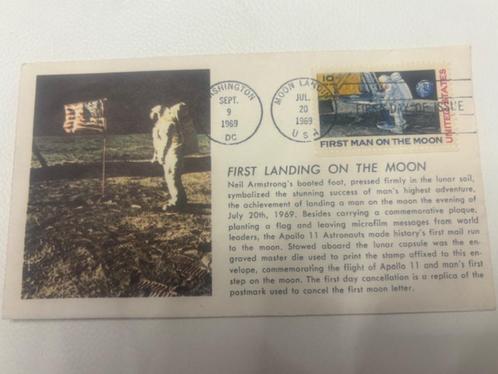 WASHINGTON
SEPT.
9
1969
DC
MOON LANDING
JUL.
20
1969
U S A
10
FIRST DAY OF ISSUE
UNITED STATES
FIRST MAN ON THE MOON
FIRST LANDING ON THE MOON
Neil Armstrong's booted foot, pressed firmly in the lunar soil,
symbolized the stunning success of man's highest adventure,
the achievement of landing a man on the moon the evening of
July 20th, 1969. Besides carrying a commemorative plaque,
planting a flag and leaving microfilm messages from world
leaders, the Apollo 11 Astronauts made history's first mail run
to the moon. Stowed aboard the lunar capsule was the en-
graved master die used to print the stamp affixed to this en-
velope, commemorating the flight of Apollo 11 and man's first
step on the moon. The first day cancellation is a replica of the
postmark used to cancel the first moon letter.